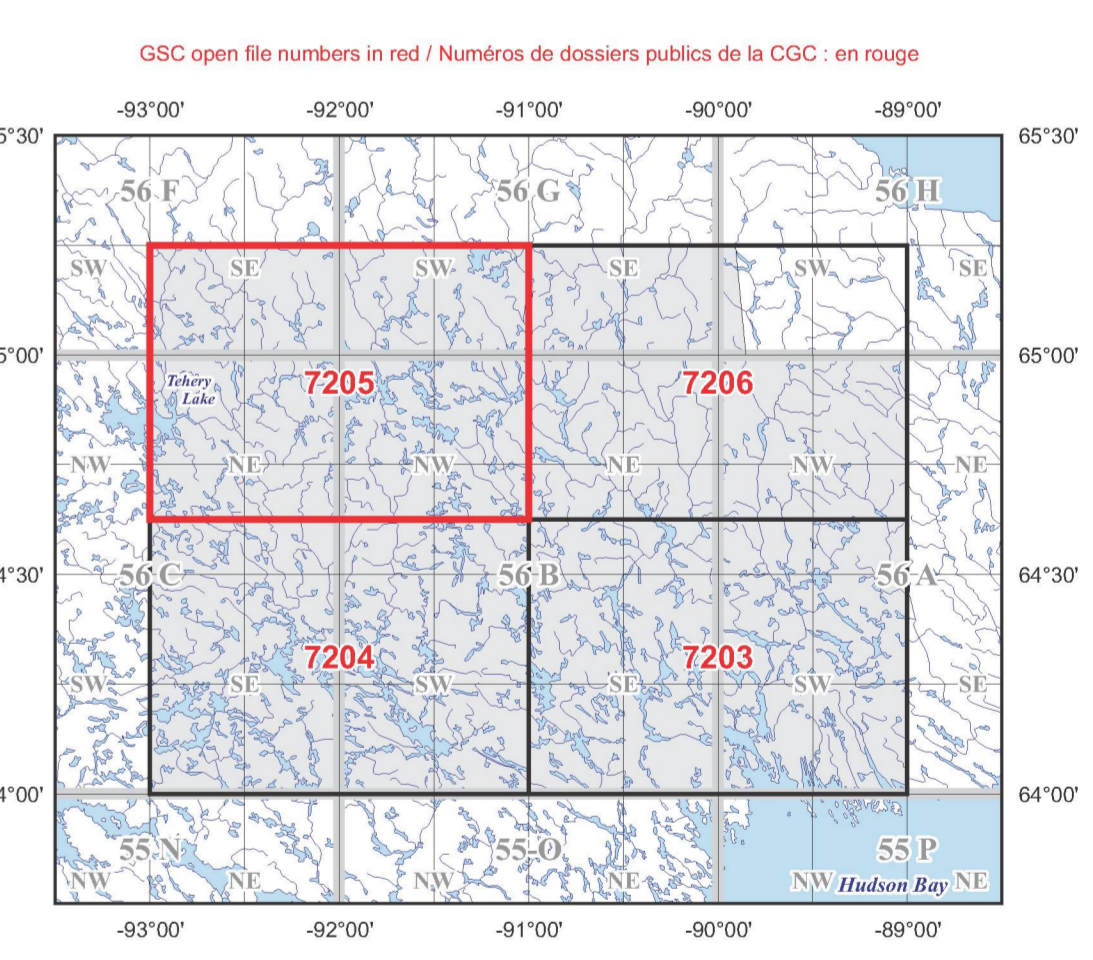 GSC open file numbers in red / Numéros de dossiers publics de la CGC : en rouge
-93°00' -92°00' -91°00' -90°00' -89°00'
5°30' 65°30'
56 F 56 G 56 H
SW SE SW SE SW SE
5°00' 65°00'
Tehery
Lake
7205 7206
NW NE NW NE NW NE
4°30' 56 C 56 B 56 A 64°30'
7204 7203
SW SE SW SE SW SE
4°00' 64°00'
55 N 55-O 55 P
NW NE NW NE NW Hudson Bay NE
-93°00' -92°00' -91°00' -90°00' -89°00'